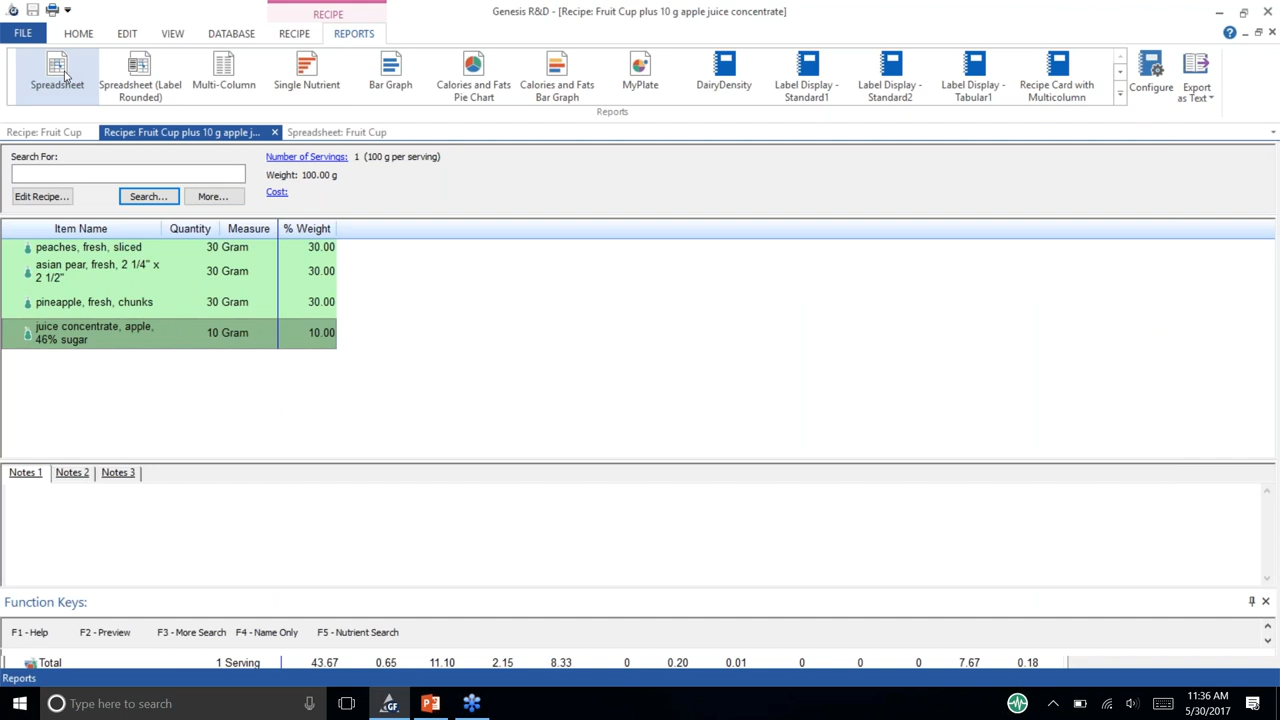 RECIPE
Genesis R&D - [Recipe: Fruit Cup plus 10 g apple juice concentrate]
FILE HOME EDIT VIEW DATABASE RECIPE REPORTS
Spreadsheet
Spreadsheet (Label
Rounded)
Multi-Column
Single Nutrient
Bar Graph
Calories and Fats
Pie Chart
Calories and Fats
Bar Graph
MyPlate
DairyDensity
Label Display -
Standard1
Label Display -
Standard2
Label Display -
Tabular1
Recipe Card with
Multicolumn
Configure
Export
as Text
Reports
Recipe: Fruit Cup
Recipe: Fruit Cup plus 10 g apple j...
Spreadsheet: Fruit Cup
Search For:
Number of Servings: 1 (100 g per serving)
Weight: 100.00 g
Cost:
Edit Recipe... Search... More...
Item Name Quantity Measure % Weight
peaches, fresh, sliced 30 Gram 30.00
asian pear, fresh, 2 1/4" x
2 1/2" 30 Gram 30.00
pineapple, fresh, chunks 30 Gram 30.00
juice concentrate, apple,
46% sugar 10 Gram 10.00
Notes 1 Notes 2 Notes 3
Function Keys:
F1 - Help F2 - Preview F3 - More Search F4 - Name Only F5 - Nutrient Search
Total 1 Serving 43.67 0.65 11.10 2.15 8.33 0 0.20 0.01 0 0 0 7.67 0.18
Reports
Type here to search
GF
11:36 AM
5/30/2017